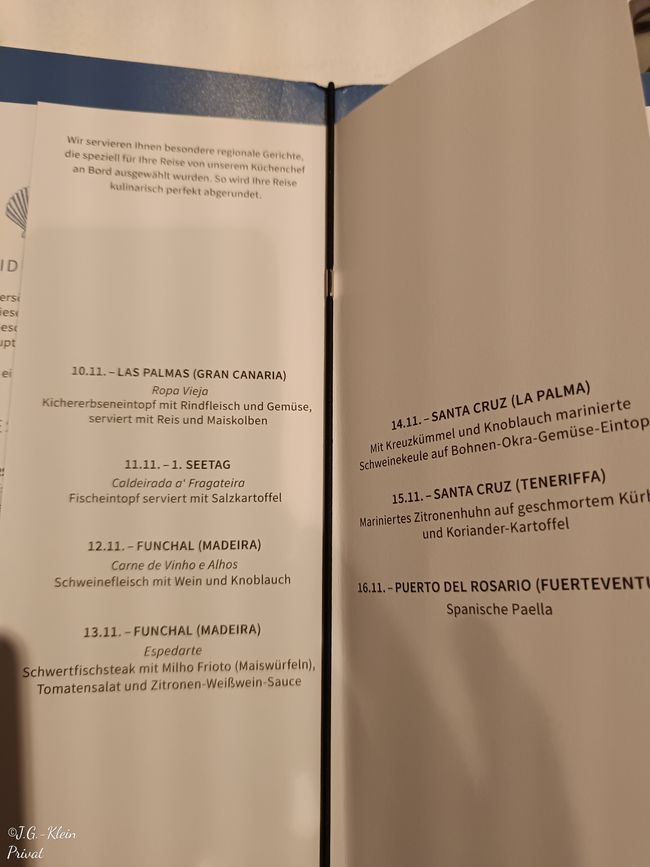 Wir servieren Ihnen besondere regionale Gerichte,
die speziell für Ihre Reise von unserem Küchenchef
an Bord ausgewählt wurden. So wird Ihre Reise
kulinarisch perfekt abgerundet.
10.11. – LAS PALMAS (GRAN CANARIA)
Ropa Vieja
Kichererbseneintopf mit Rindfleisch und Gemüse,
serviert mit Reis und Maiskolben
11.11. – 1. SEETAG
Caldeirada a' Fragateira
Fischeintopf serviert mit Salzkartoffel
12.11. – FUNCHAL (MADEIRA)
Carne de Vinho e Alhos
Schweinefleisch mit Wein und Knoblauch
13.11. – FUNCHAL (MADEIRA)
Espedarte
Schwertfischsteak mit Milho Frioto (Maiswürfeln),
Tomatensalat und Zitronen-Weißwein-Sauce
14.11. – SANTA CRUZ (LA PALMA)
Mit Kreuzkümmel und Knoblauch marinierte
Schweinekeule auf Bohnen-Okra-Gemüse-Eintop
15.11. – SANTA CRUZ (TENERIFFA)
Mariniertes Zitronenhuhn auf geschmortem Kürb
und Koriander-Kartoffel
16.11. – PUERTO DEL ROSARIO (FUERTEVENTU
Spanische Paella
©J.G.-Klein
Privat